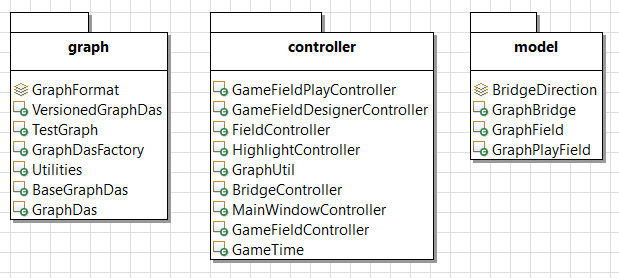 graph
GraphFormat
VersionedGraphDas
TestGraph
GraphDasFactory
Utilities
BaseGraphDas
GraphDas
controller
GameFieldPlayController
GameFieldDesignerController
FieldController
HighlightController
GraphUtil
BridgeController
MainWindowController
GameFieldController
GameTime
model
BridgeDirection
GraphBridge
GraphField
GraphPlayField